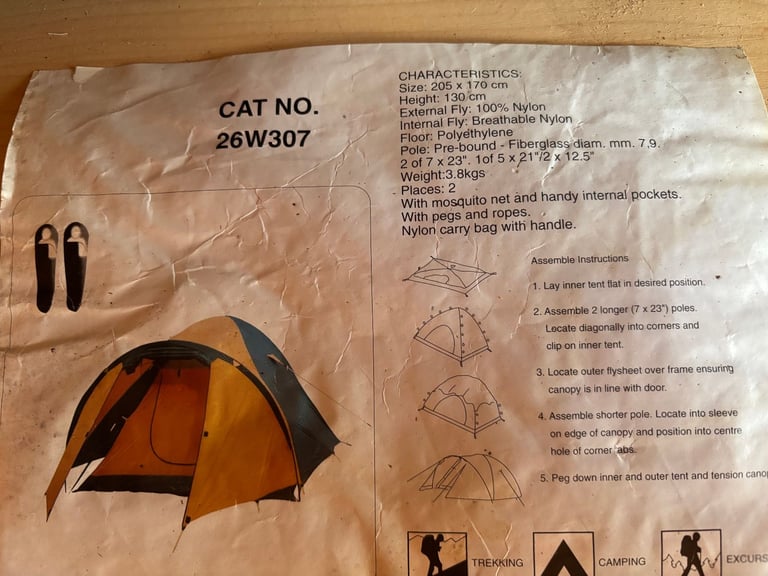 CAT NO.
26W307
CHARACTERISTICS:
Size: 205 x 170 cm
Height: 130 cm
External Fly: 100% Nylon
Internal Fly: Breathable Nylon
Floor: Polyethylene
Pole: Pre-bound - Fiberglass diam. mm. 7,9.
2 of 7 x 23". 1of 5 x 21"/2 x 12.5"
Weight:3.8kgs
Places: 2
With mosquito net and handy internal pockets.
With pegs and ropes.
Nylon carry bag with handle.
Assemble Instructions
1. Lay inner tent flat in desired position.
2. Assemble 2 longer (7 x 23") poles.
Locate diagonally into corners and
clip on inner tent.
3. Locate outer flysheet over frame ensuring
canopy is in line with door.
4. Assemble shorter pole. Locate into sleeve
on edge of canopy and position into centre
hole of corner
5. Peg down inner and outer tent and tension
TREKKING
CAMPING